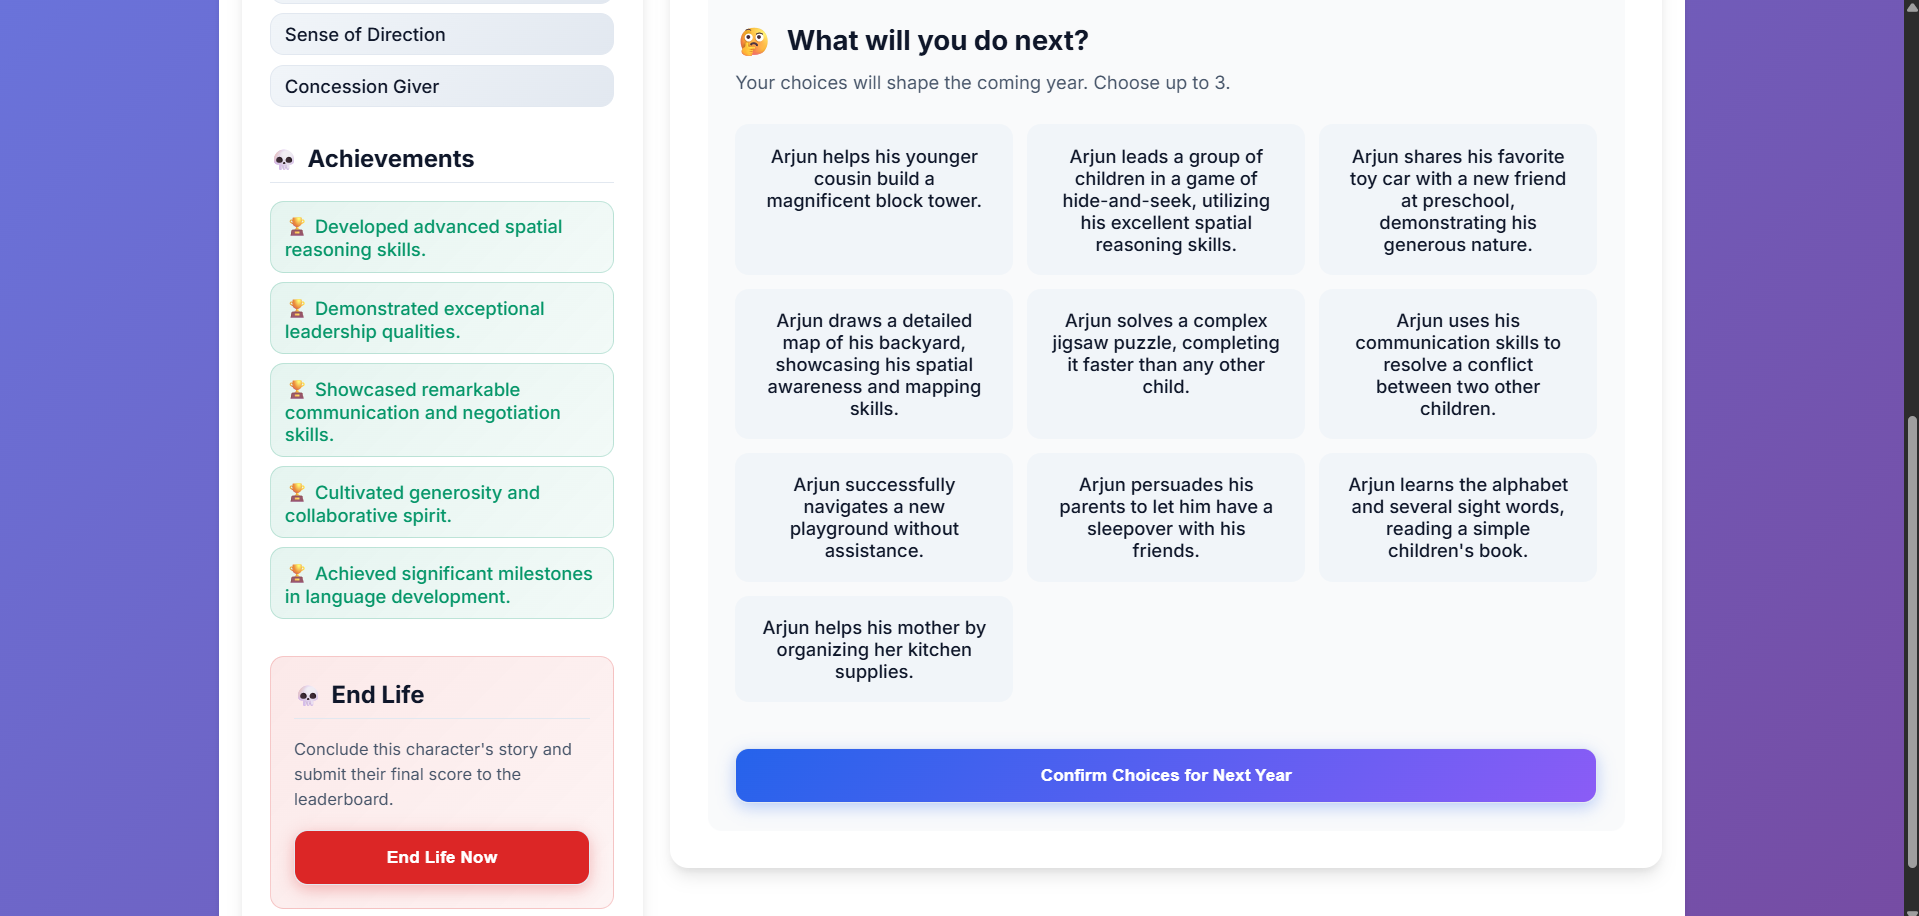 Sense of Direction
Concession Giver
Achievements
Developed advanced spatial
reasoning skills.
Demonstrated exceptional
leadership qualities.
Showcased remarkable
communication and negotiation
skills.
Cultivated generosity and
collaborative spirit.
Achieved significant milestones
in language development.
End Life
Conclude this character's story and
submit their final score to the
leaderboard.
End Life Now
What will you do next?
Your choices will shape the coming year. Choose up to 3.
Arjun helps his younger
cousin build a
magnificent block tower.
Arjun leads a group of
children in a game of
hide-and-seek, utilizing
his excellent spatial
reasoning skills.
Arjun shares his favorite
toy car with a new friend
at preschool,
demonstrating his
generous nature.
Arjun draws a detailed
map of his backyard,
showcasing his spatial
awareness and mapping
skills.
Arjun solves a complex
jigsaw puzzle, completing
it faster than any other
child.
Arjun uses his
communication skills to
resolve a conflict
between two other
children.
Arjun successfully
navigates a new
playground without
assistance.
Arjun persuades his
parents to let him have a
sleepover with his
friends.
Arjun learns the alphabet
and several sight words,
reading a simple
children's book.
Arjun helps his mother by
organizing her kitchen
supplies.
Confirm Choices for Next Year